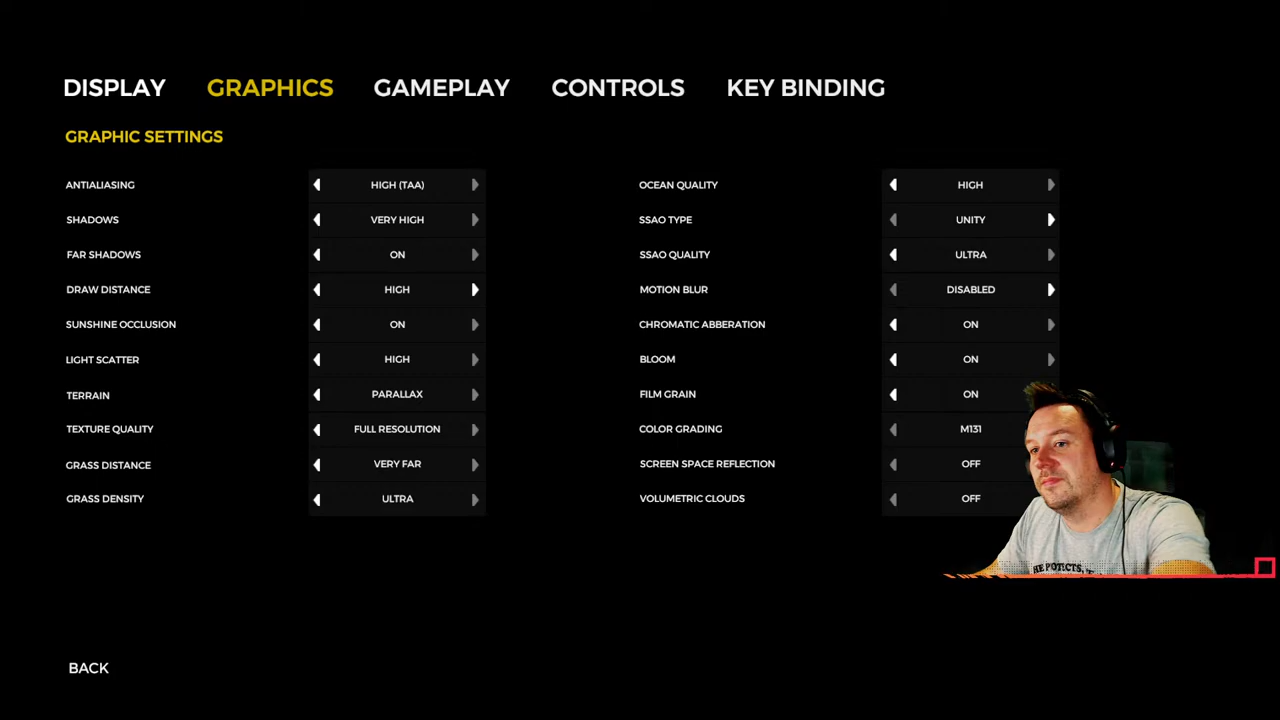 DISPLAY GRAPHICS GAMEPLAY CONTROLS KEY BINDING
GRAPHIC SETTINGS
ANTIALIASING HIGH (TAA)
SHADOWS VERY HIGH
FAR SHADOWS ON
DRAW DISTANCE HIGH
SUNSHINE OCCLUSION ON
LIGHT SCATTER HIGH
TERRAIN PARALLAX
TEXTURE QUALITY FULL RESOLUTION
GRASS DISTANCE VERY FAR
GRASS DENSITY ULTRA
OCEAN QUALITY HIGH
SSAO TYPE UNITY
SSAO QUALITY ULTRA
MOTION BLUR DISABLED
CHROMATIC ABBERATION ON
BLOOM ON
FILM GRAIN ON
COLOR GRADING M131
SCREEN SPACE REFLECTION OFF
VOLUMETRIC CLOUDS OFF
BACK